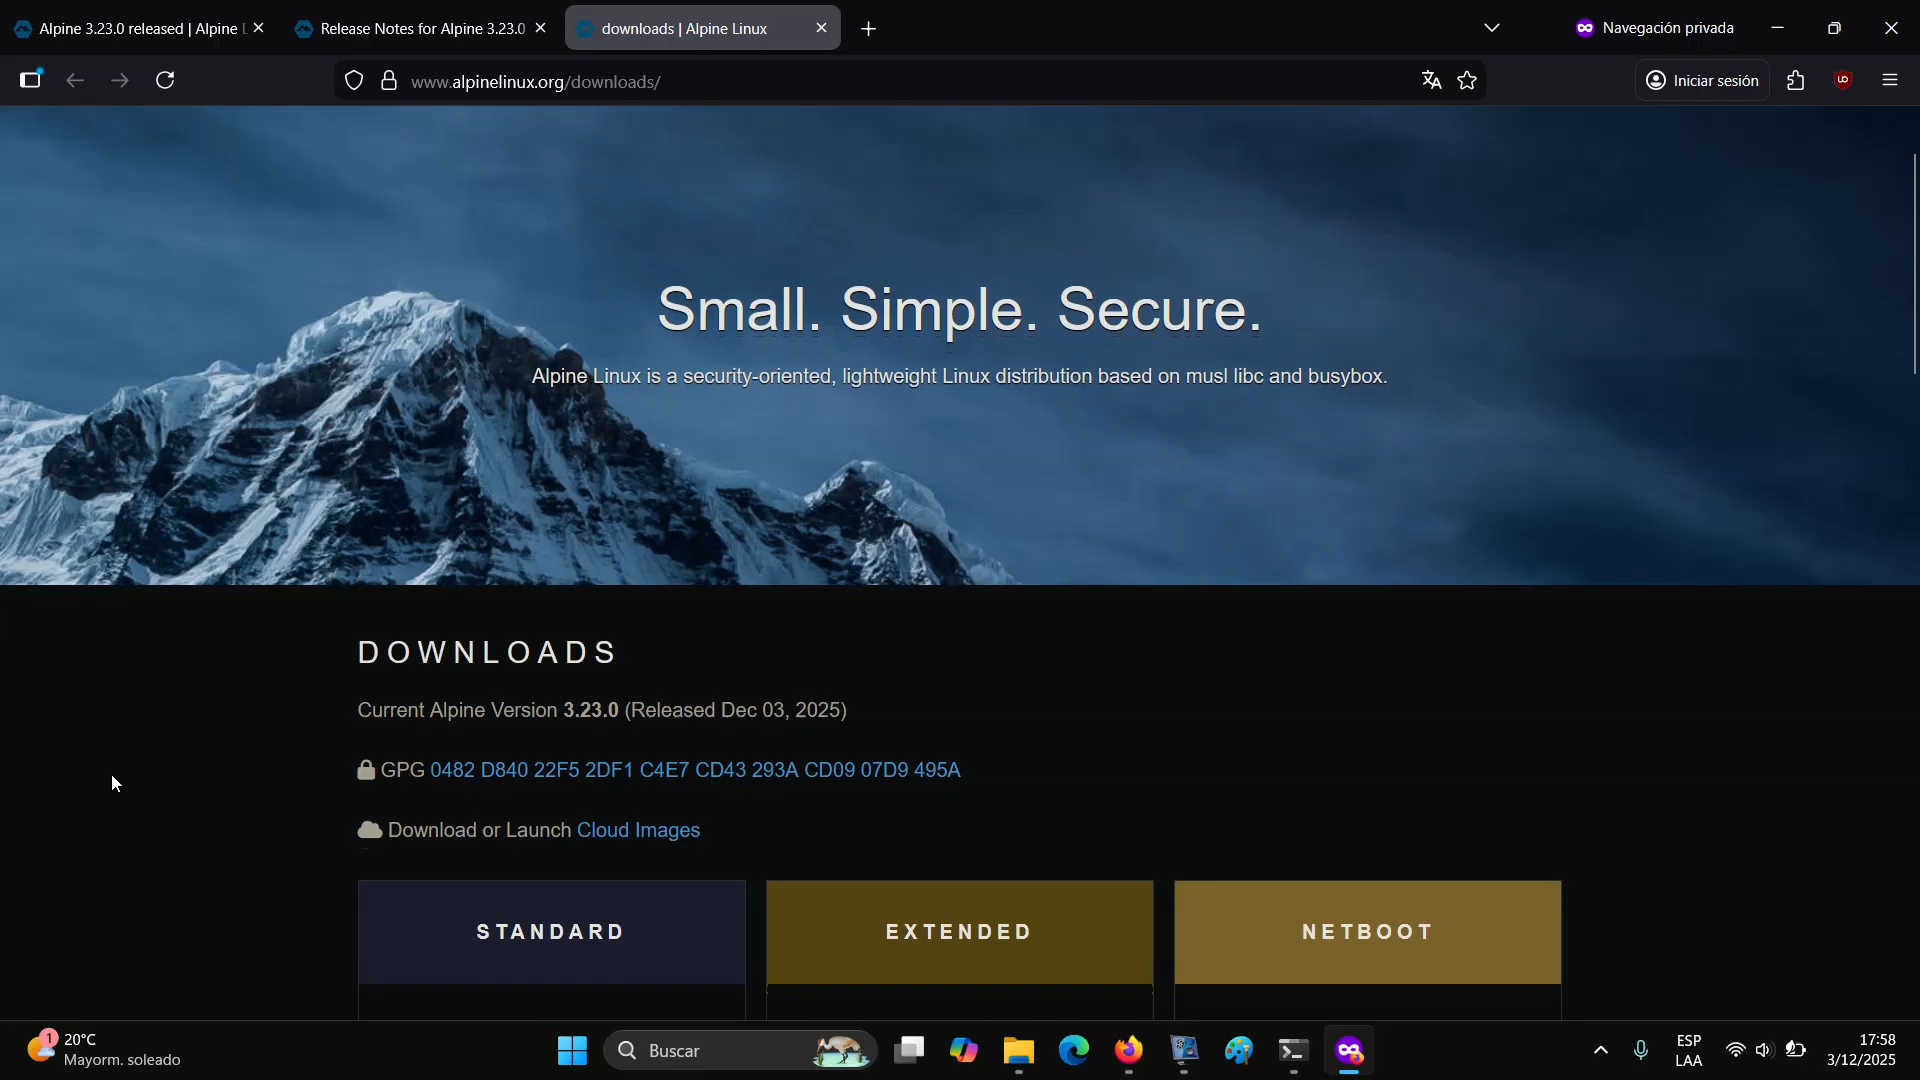 Alpine 3.23.0 released | Alpine L
Release Notes for Alpine 3.23.0
downloads | Alpine Linux
Navegación privada
www.alpinelinux.org/downloads/
Iniciar sesión
Small. Simple. Secure.
Alpine Linux is a security-oriented, lightweight Linux distribution based on musl libc and busybox.
DOWNLOADS
Current Alpine Version 3.23.0 (Released Dec 03, 2025)
GPG 0482 D840 22F5 2DF1 C4E7 CD43 293A CD09 07D9 495A
Download or Launch Cloud Images
STANDARD
EXTENDED
NETBOOT
1
20°C
Mayorm. soleado
Buscar
ESP
LAA
17:58
3/12/2025